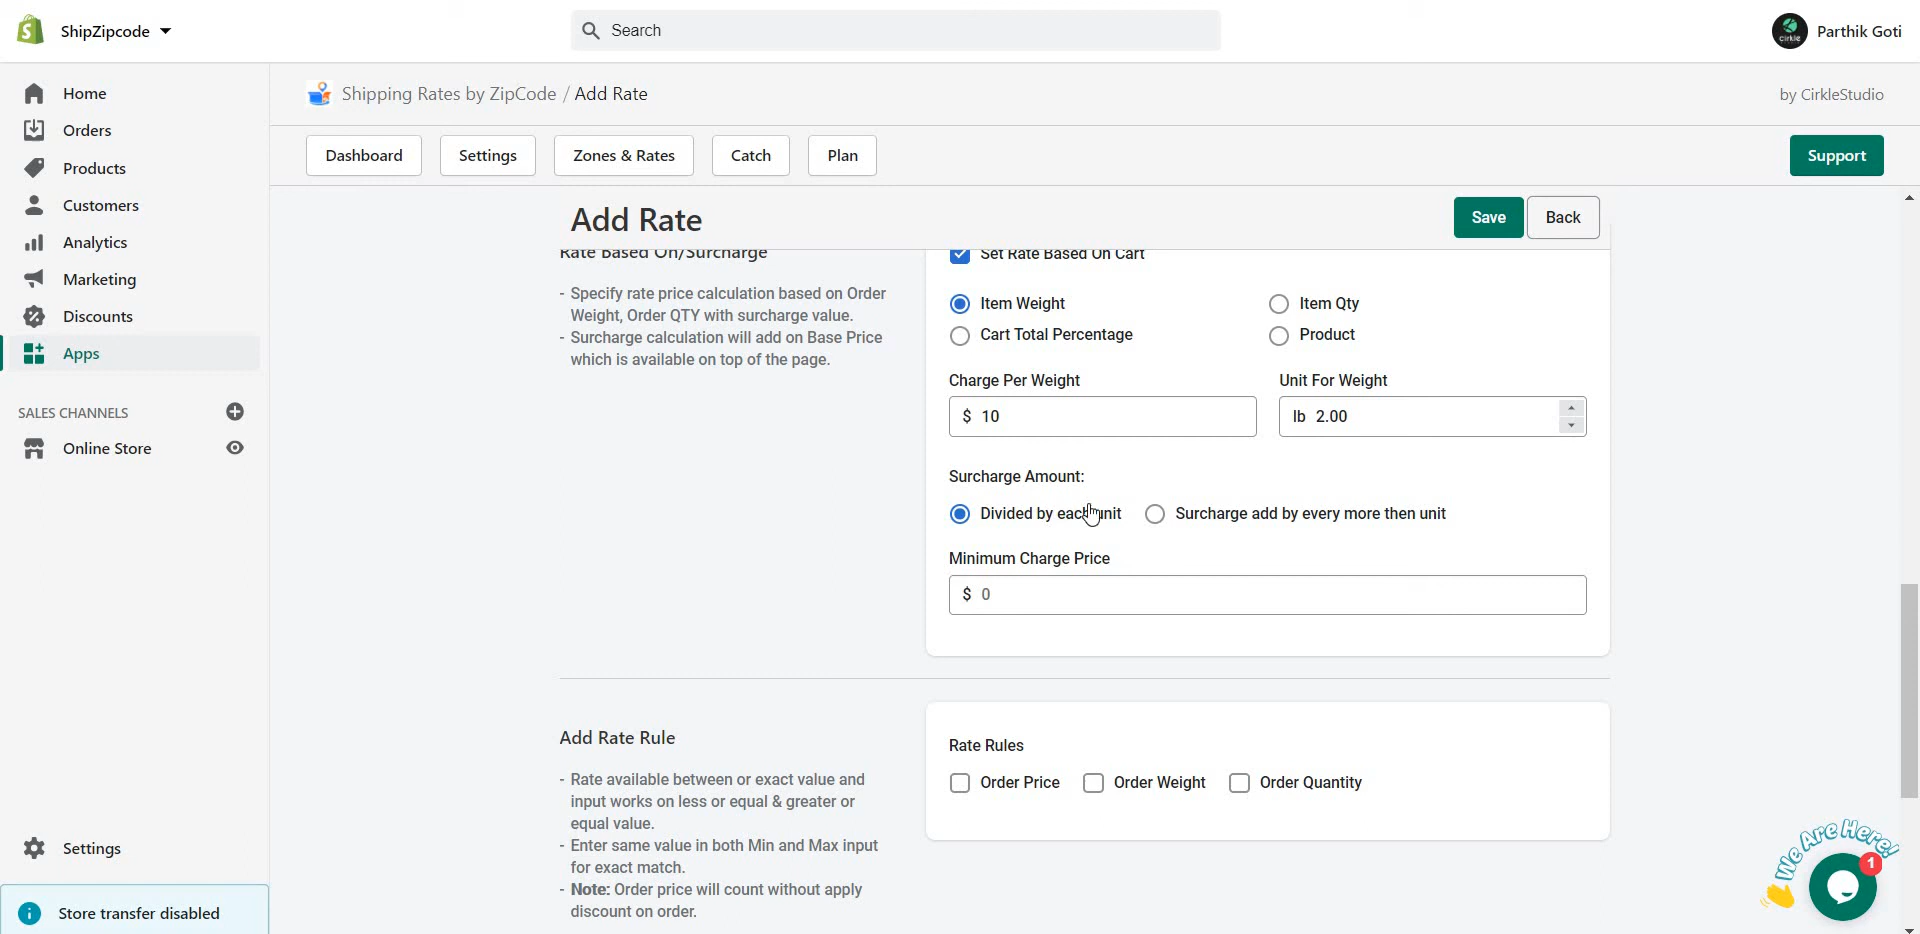 ShipZipcode
Search
cirkle
Parthik Goti
Home
Orders
Products
Customers
Analytics
Marketing
Discounts
Apps
SALES CHANNELS
Online Store
Settings
Store transfer disabled
Shipping Rates by ZipCode / Add Rate
by CirkleStudio
Dashboard
Settings
Zones & Rates
Catch
Plan
Support
Add Rate
Save
Back
Rate Based On/Surcharge
- Specify rate price calculation based on Order
Weight, Order QTY with surcharge value.
- Surcharge calculation will add on Base Price
which is available on top of the page.
Set Rate Based On Cart
Item Weight
Item Qty
Cart Total Percentage
Product
Charge Per Weight
Unit For Weight
$ 10
lb 2.00
Surcharge Amount:
Divided by each unit
Surcharge add by every more then unit
Minimum Charge Price
$ 0
Add Rate Rule
- Rate available between or exact value and
input works on less or equal & greater or
equal value.
- Enter same value in both Min and Max input
for exact match.
- Note: Order price will count without apply
discount on order.
Rate Rules
Order Price
Order Weight
Order Quantity
We Are Here!
1